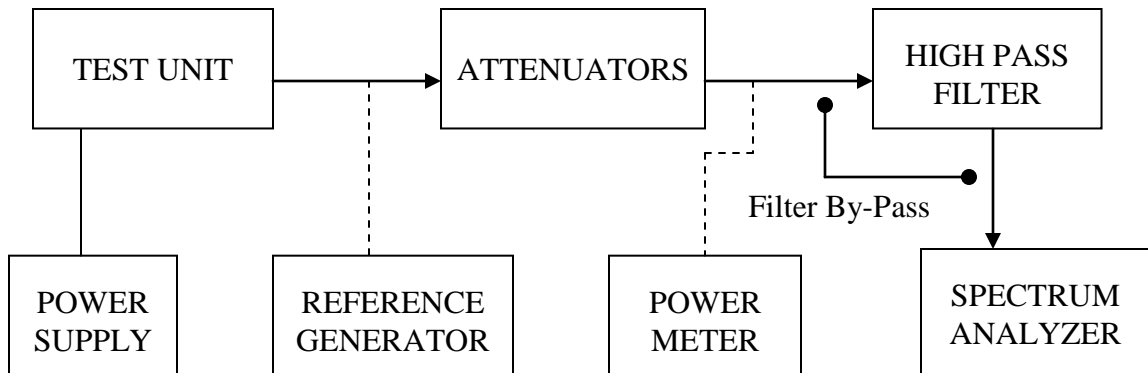 TEST UNIT
ATTENUATORS
HIGH PASS
FILTER
Filter By-Pass
POWER
SUPPLY
REFERENCE
GENERATOR
POWER
METER
SPECTRUM
ANALYZER